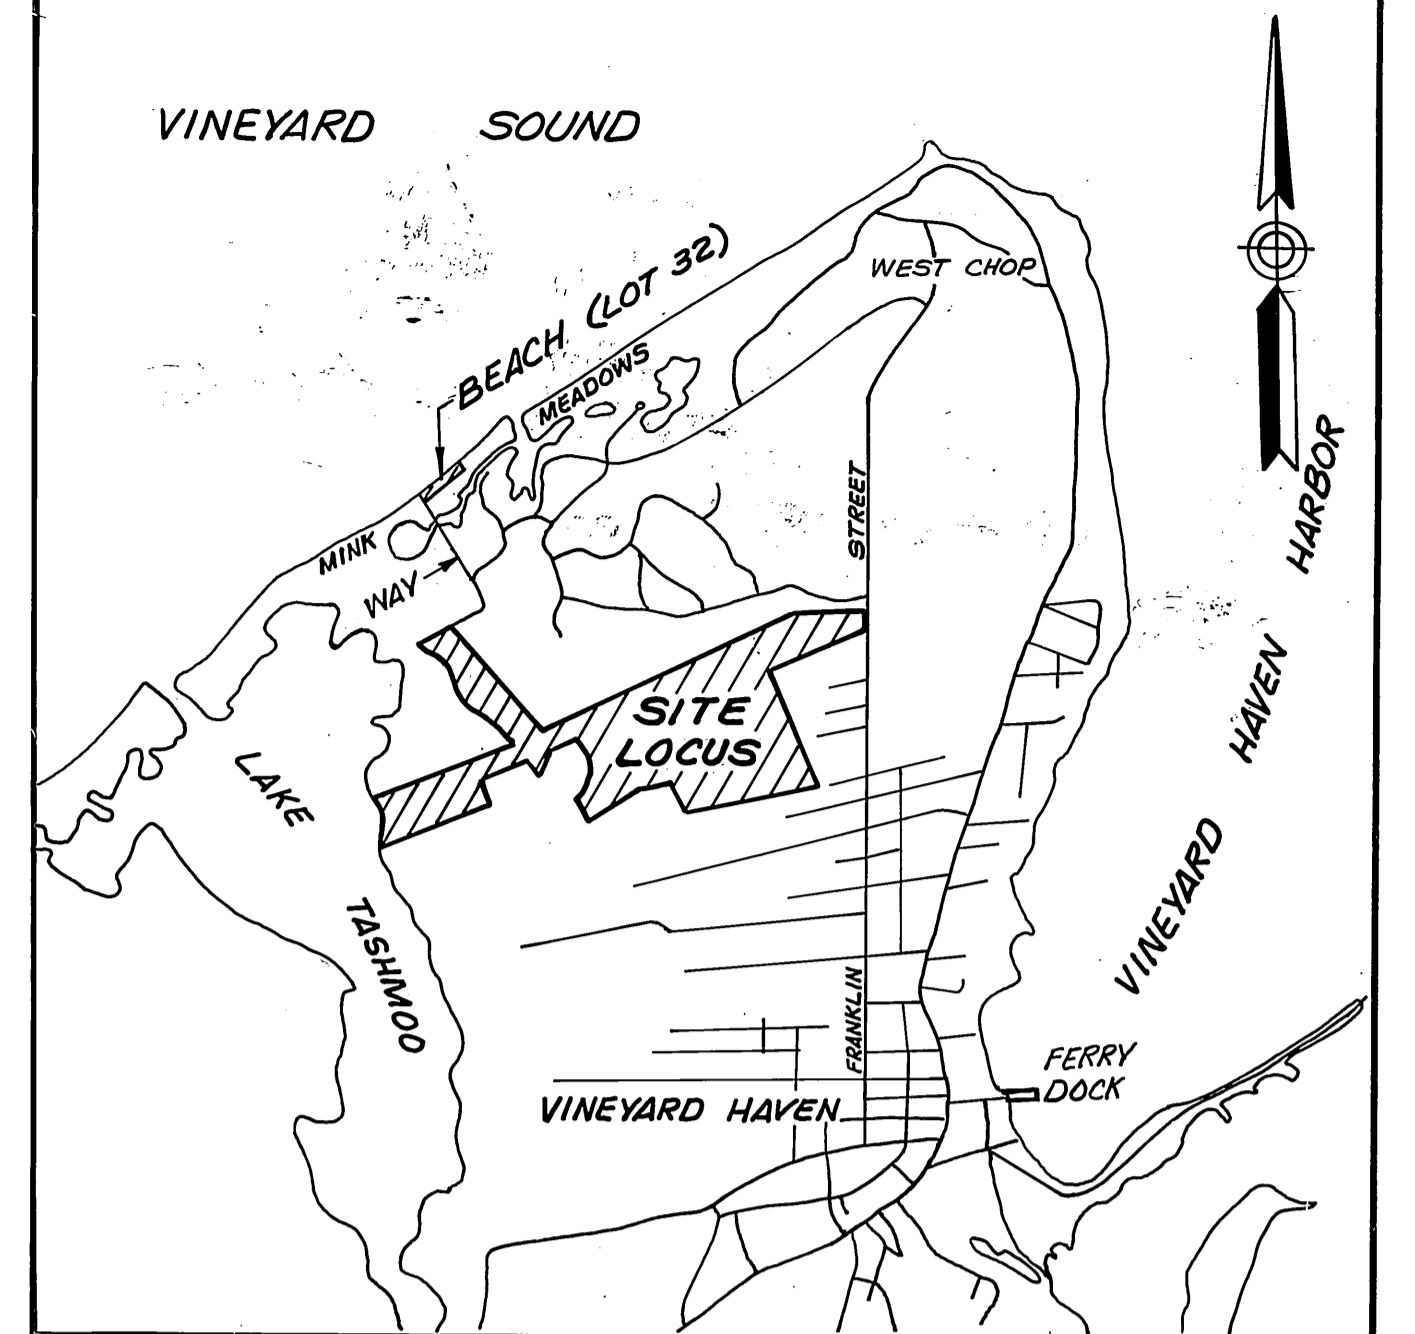 VINEYARD SOUND
WEST CHOP
BEACH (LOT 32)
MEADOWS
MINK
WAY
STREET
VINEYARD HAVEN HARBOR
SITE
LOCUS
LAKE
TASHMOO
FRANKLIN
FERRY
DOCK
VINEYARD HAVEN